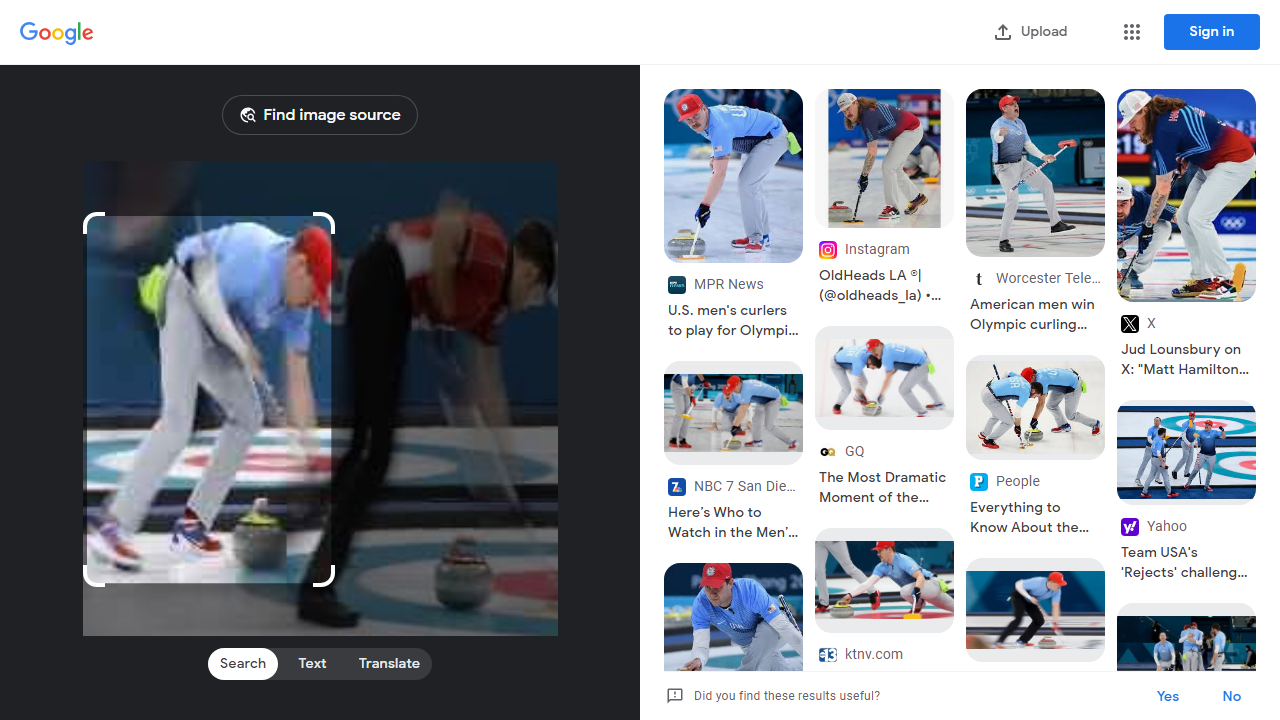 Google
Upload
Sign in
Find image source
Search
Text
Translate
MPR News
U.S. men's curlers
to play for Olympi...
NBC 7 San Die...
Here's Who to
Watch in the Men'...
Instagram
OldHeads LA ®|
(@oldheads_la) •...
GQ
The Most Dramatic
Moment of the...
ktnv.com
Worcester Tele...
American men win
Olympic curling...
People
Everything to
Know About the...
X
Jud Lounsbury on
X: "Matt Hamilton...
Yahoo
Team USA's
'Rejects' challeng...
Did you find these results useful?
Yes
No